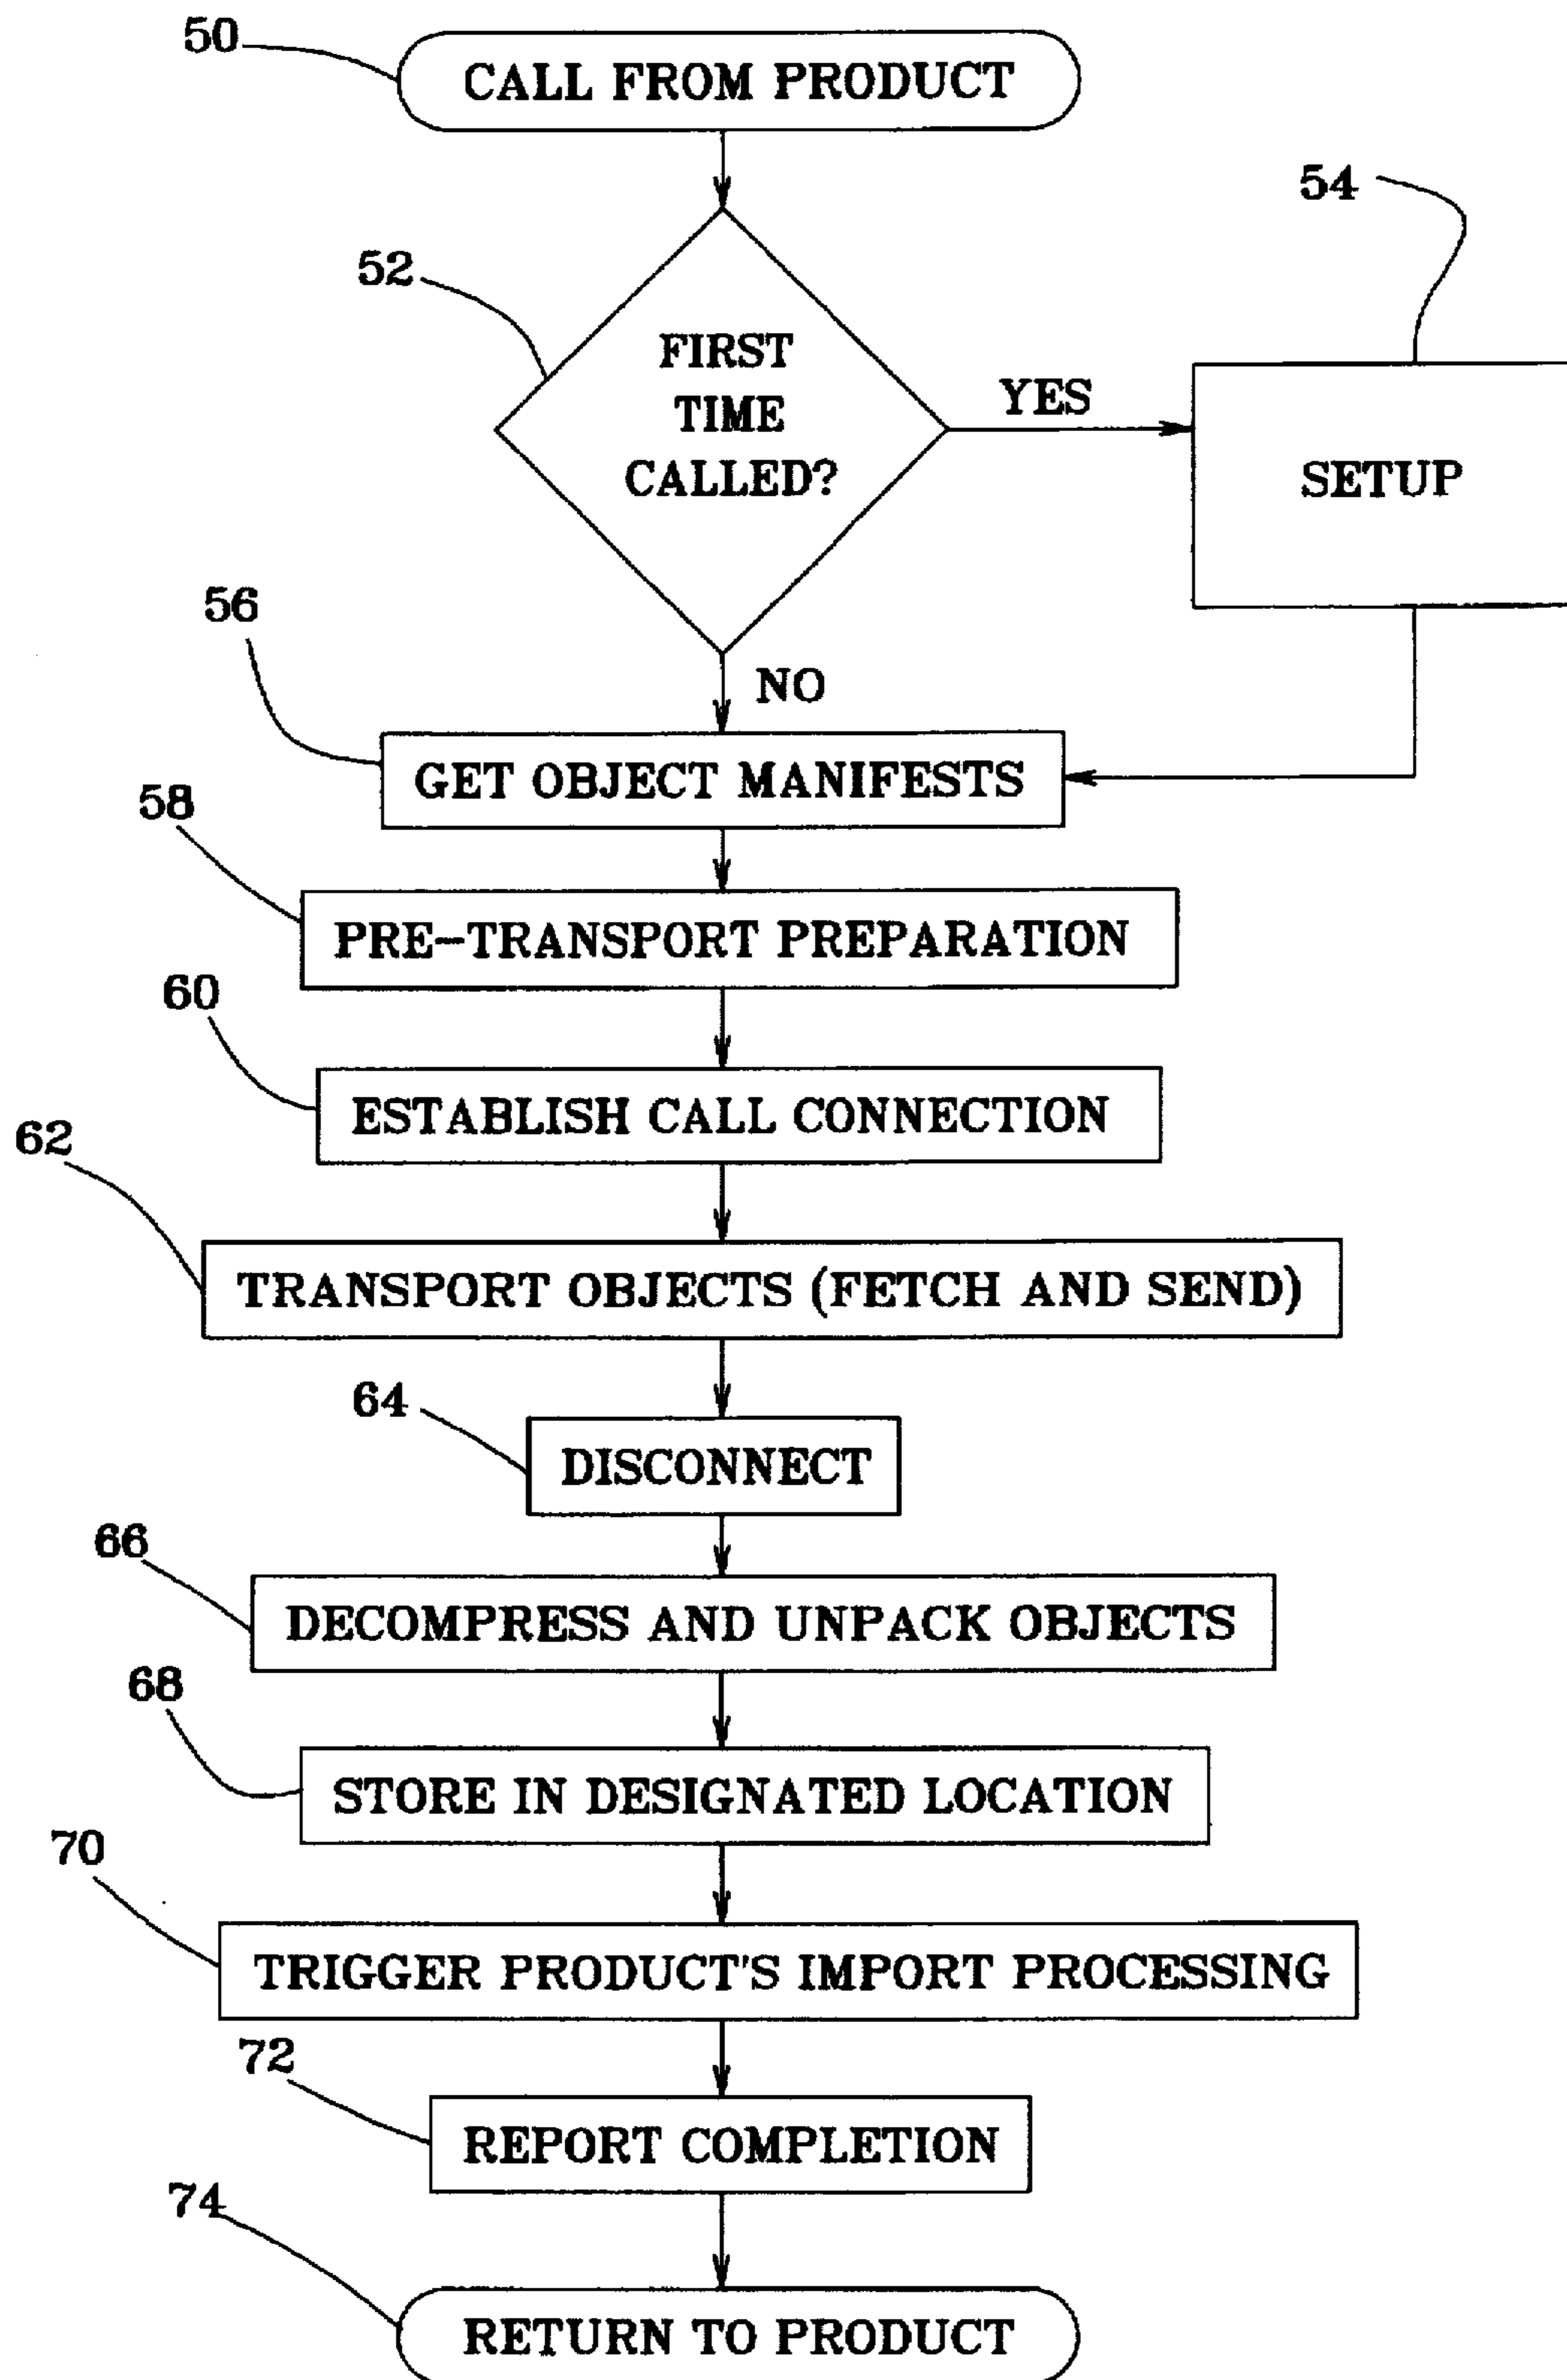 50
CALL FROM PRODUCT
54
52
FIRST
TIME
CALLED?
YES
SETUP
56
NO
GET OBJECT MANIFESTS
58
PRE-TRANSPORT PREPARATION
60
ESTABLISH CALL CONNECTION
62
TRANSPORT OBJECTS (FETCH AND SEND)
64
DISCONNECT
66
DECOMPRESS AND UNPACK OBJECTS
68
STORE IN DESIGNATED LOCATION
70
TRIGGER PRODUCT'S IMPORT PROCESSING
72
REPORT COMPLETION
74
RETURN TO PRODUCT